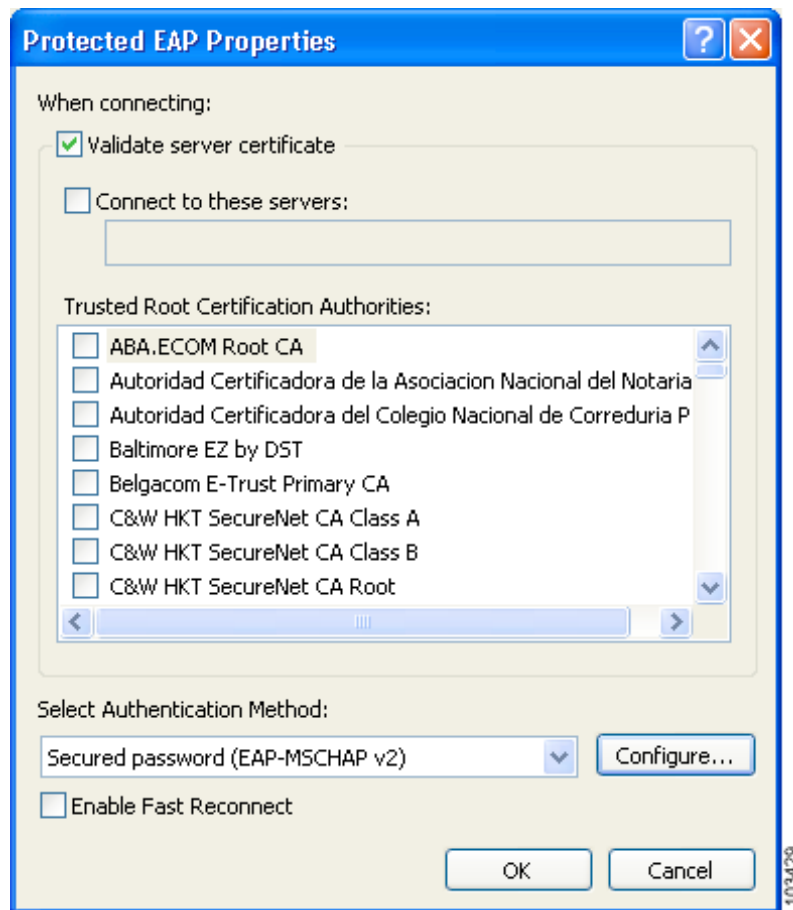 Protected EAP Properties
When connecting:
Validate server certificate
Connect to these servers:
Trusted Root Certification Authorities:
ABA.ECOM Root CA
Autoridad Certificadora de la Asociacion Nacional del Notaria
Autoridad Certificadora del Colegio Nacional de Correduria P
Baltimore EZ by DST
Belgacom E-Trust Primary CA
C&W HKT SecureNet CA Class A
C&W HKT SecureNet CA Class B
C&W HKT SecureNet CA Root
Select Authentication Method:
Secured password (EAP-MSCHAP v2)
Configure...
Enable Fast Reconnect
OK
Cancel
103429